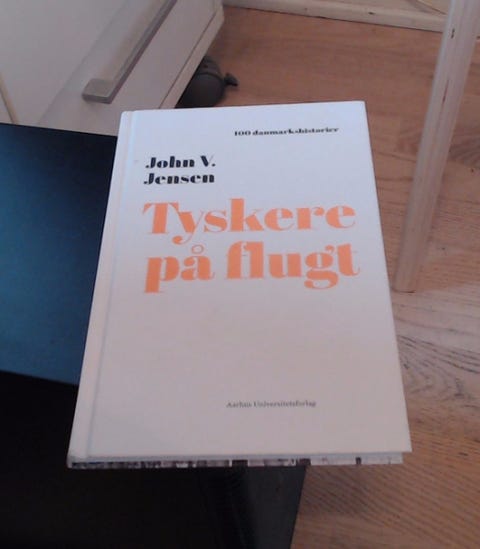 100 danmarkshistorier
John V.
Jensen
Tyskere
på flugt
Aarhus Universitetsforlag